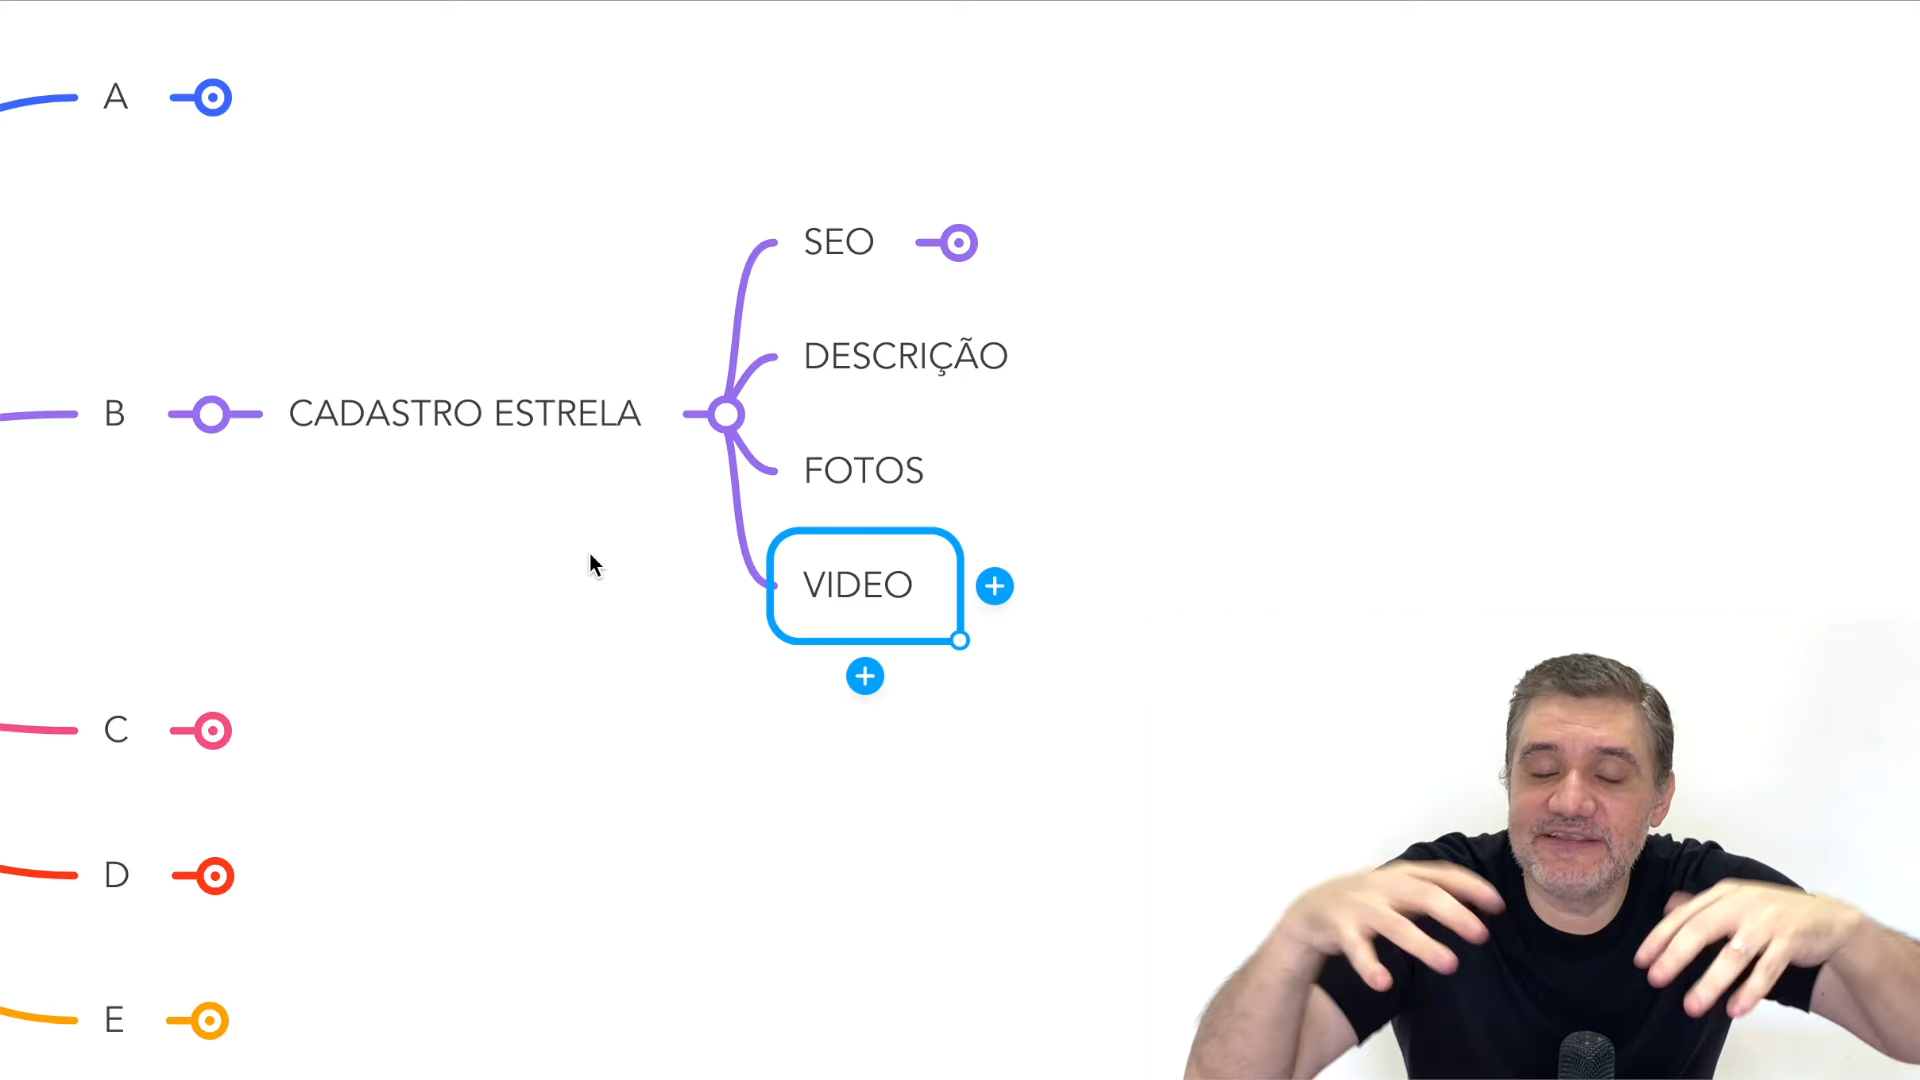 A
SEO
DESCRIÇÃO
B
CADASTRO ESTRELA
FOTOS
VIDEO
C
D
E